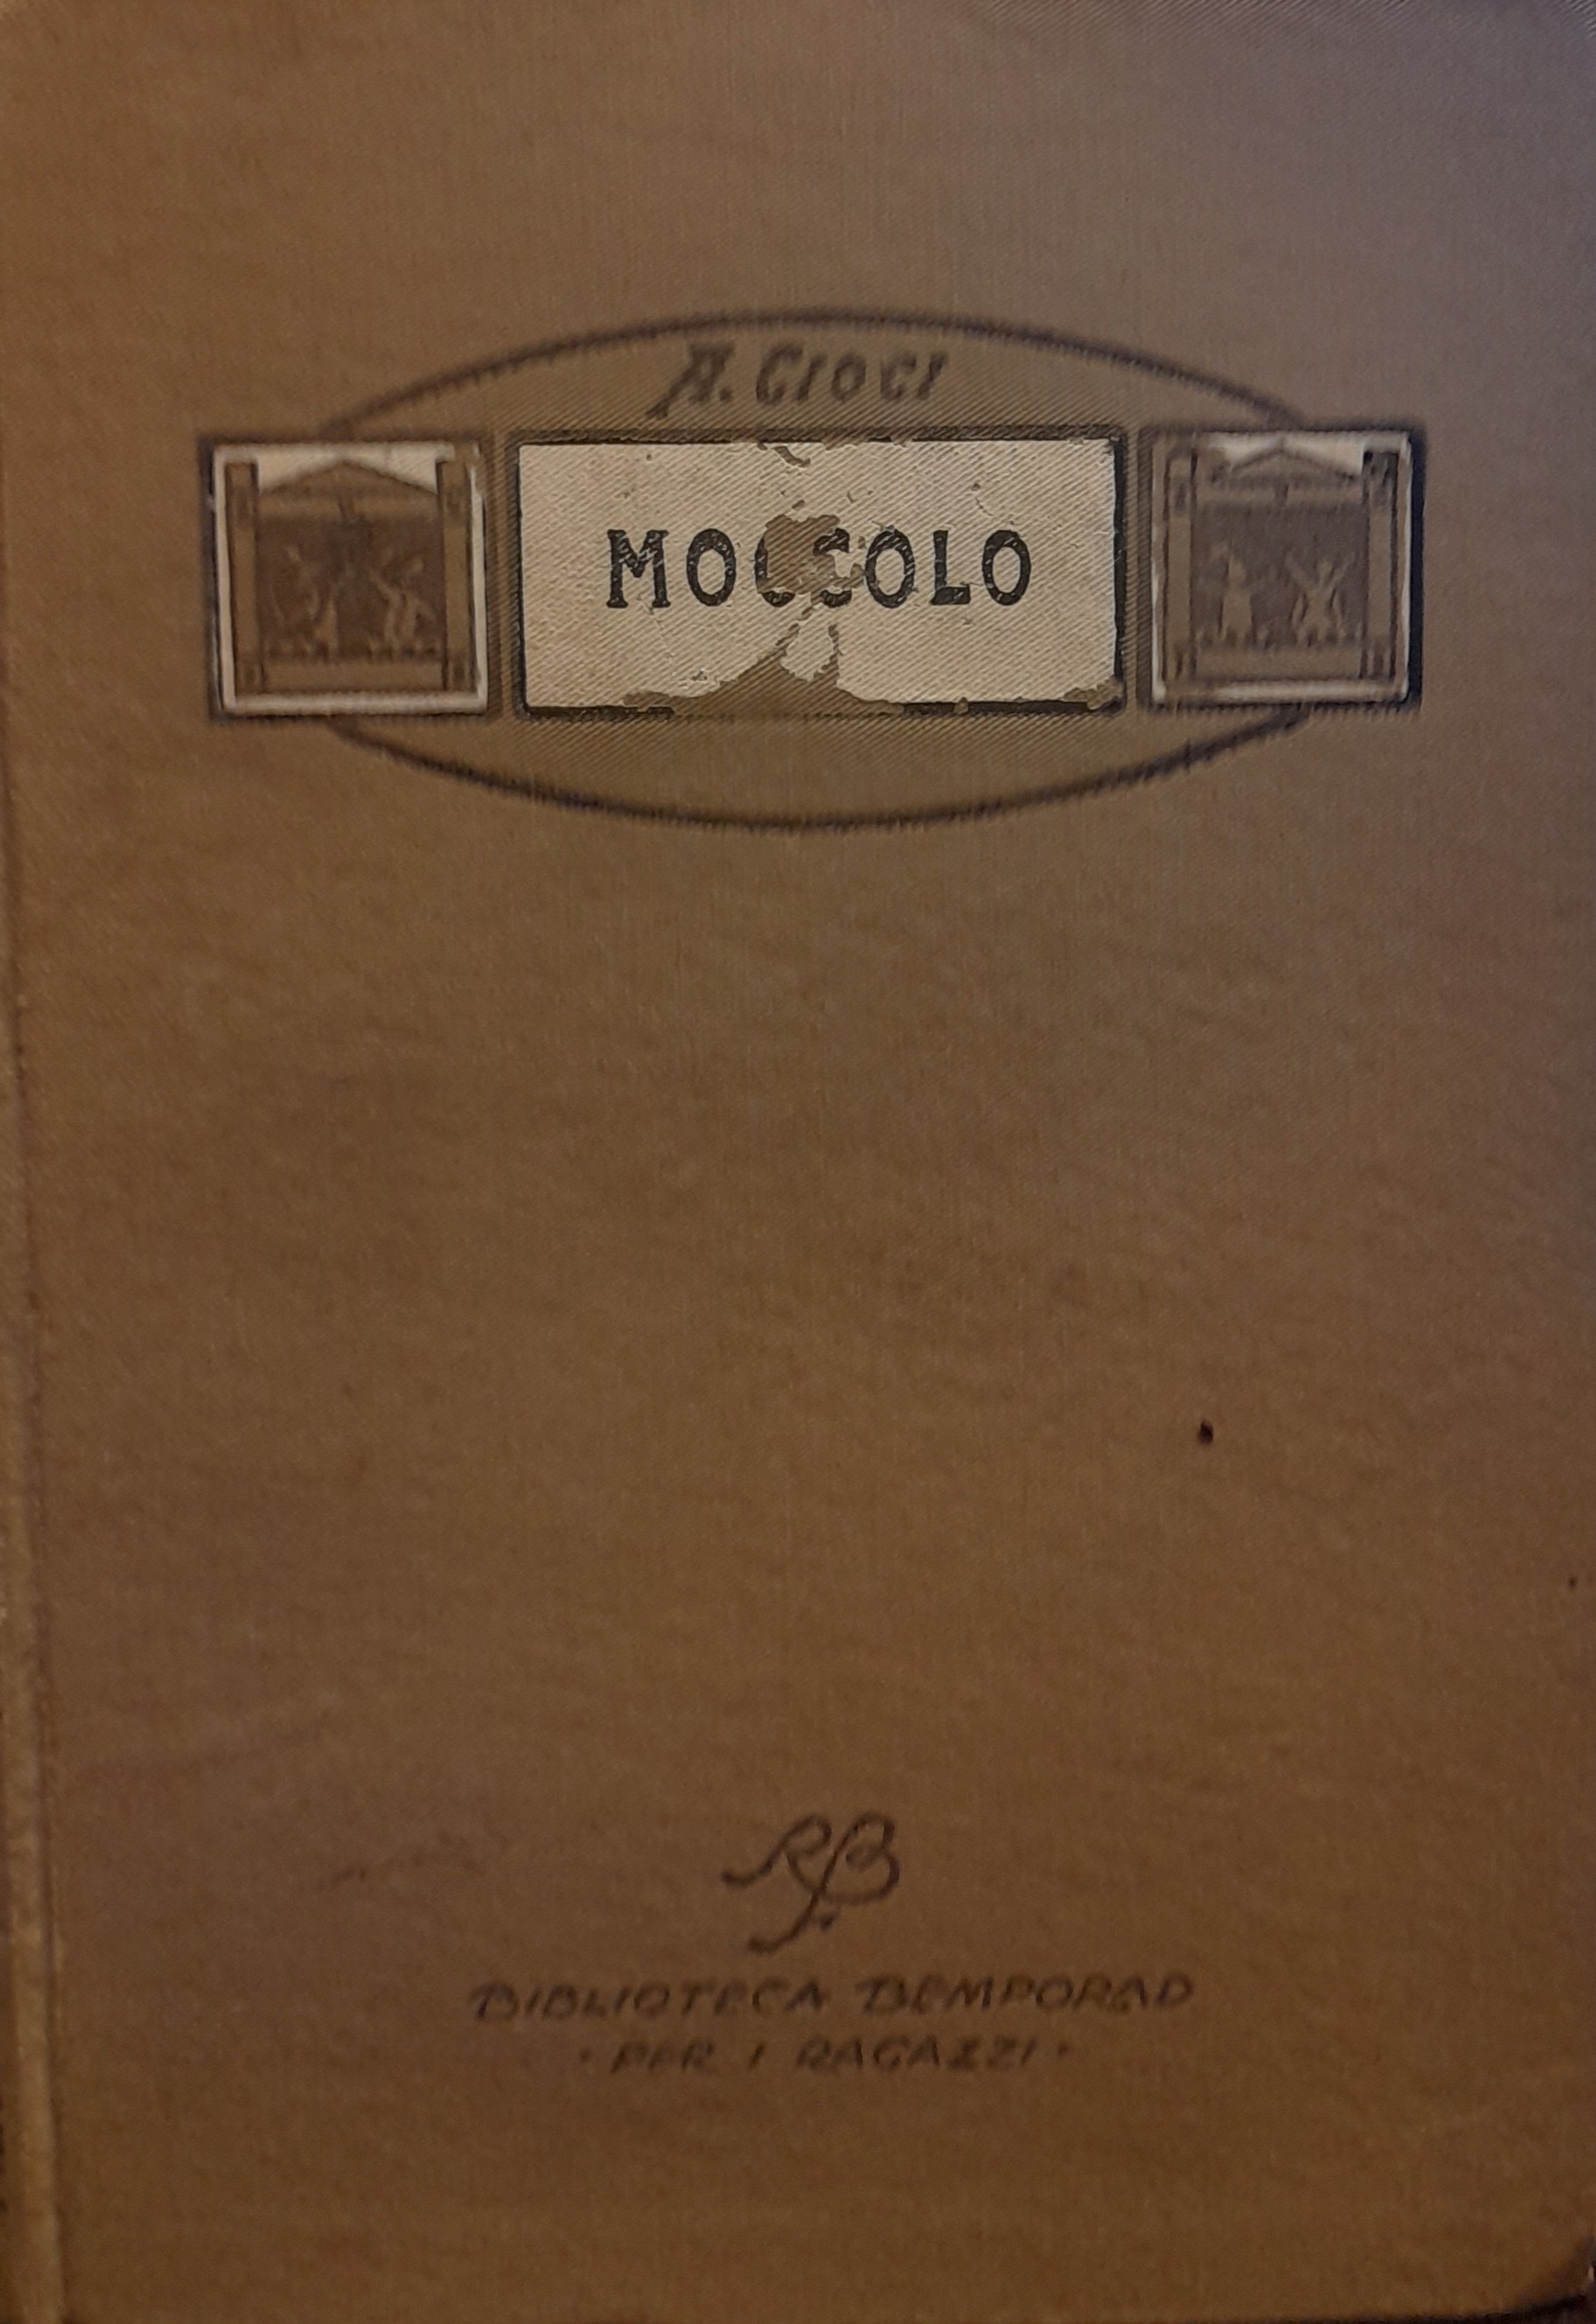 A. CIOCI
MOCCOLO
RB
BIBLIOTECA BEMPORAD
· PER I RAGAZZI ·